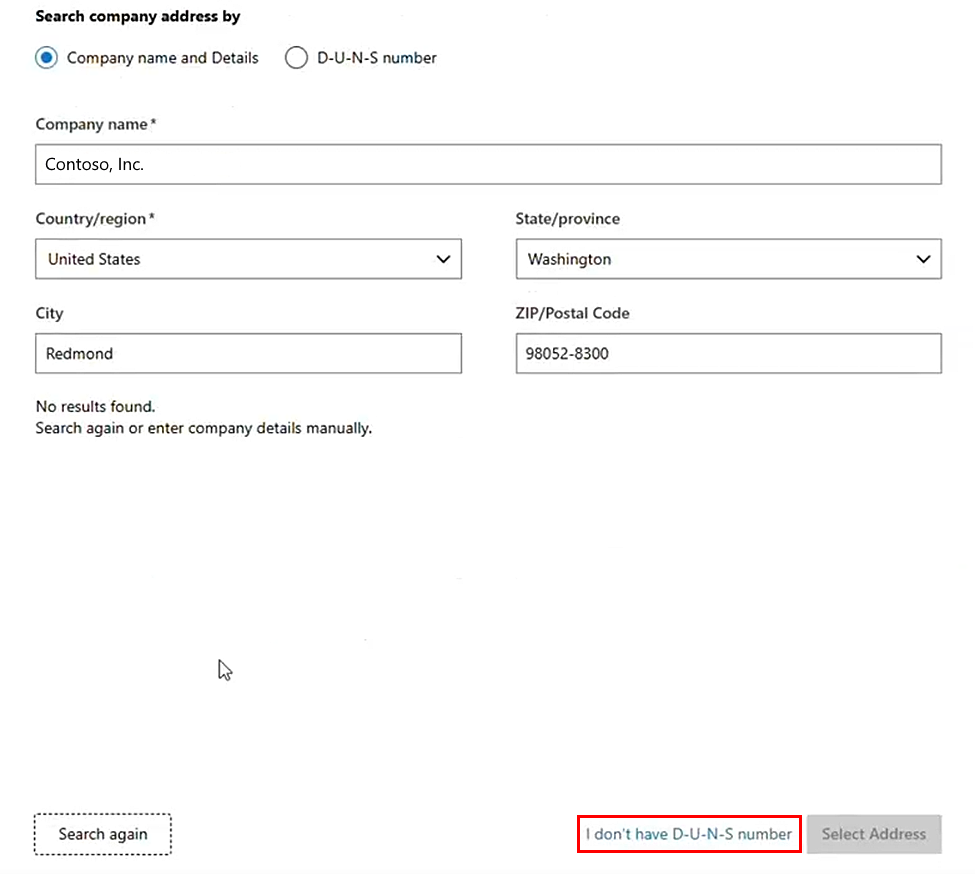 Search company address by
Company name and Details D-U-N-S number
Company name*
Contoso, Inc.
Country/region* State/province
United States Washington
City ZIP/Postal Code
Redmond 98052-8300
No results found.
Search again or enter company details manually.
Search again I don't have D-U-N-S number Select Address